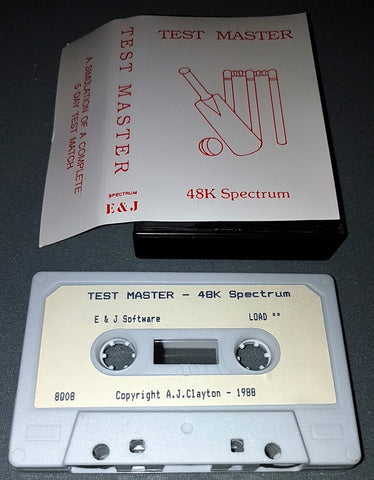 TEST MASTER
48K Spectrum
TEST MASTER
A SIMULATION OF A COMPLETE
5 DAY TEST MATCH
SPECTRUM
E & J
TEST MASTER - 48K Spectrum
E & J Software LOAD ""
8908 Copyright A.J.Clayton - 1988